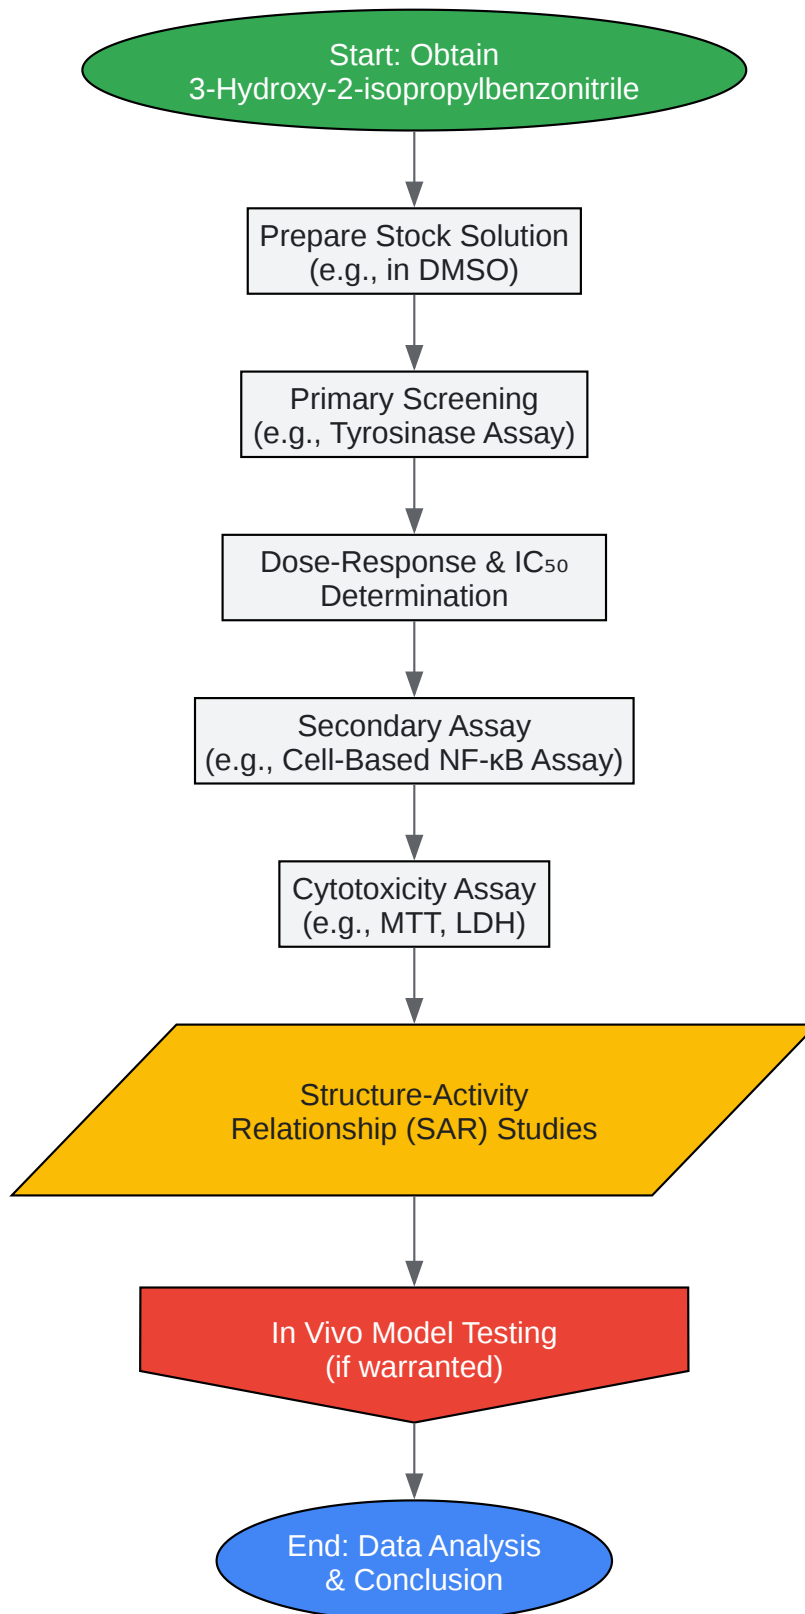 Start: Obtain
3-Hydroxy-2-isopropylbenzonitrile
Prepare Stock Solution
(e.g., in DMSO)
Primary Screening
(e.g., Tyrosinase Assay)
Dose-Response & IC₅₀
Determination
Secondary Assay
(e.g., Cell-Based NF-κB Assay)
Cytotoxicity Assay
(e.g., MTT, LDH)
Structure-Activity
Relationship (SAR) Studies
In Vivo Model Testing
(if warranted)
End: Data Analysis
& Conclusion